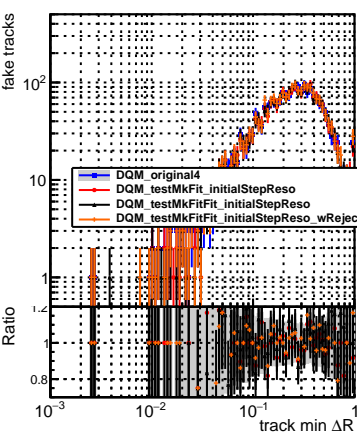 fake tracks
10²
DQM_original4
DQM_testMkFit_initialStepReso
DQM_testMkFitFit_initialStepReso
DQM_testMkFitFit_initialStepReso_wRejec
10
1
Ratio
1.2
1
0.8
10⁻³ 10⁻² 10⁻¹ 1
track min ΔR